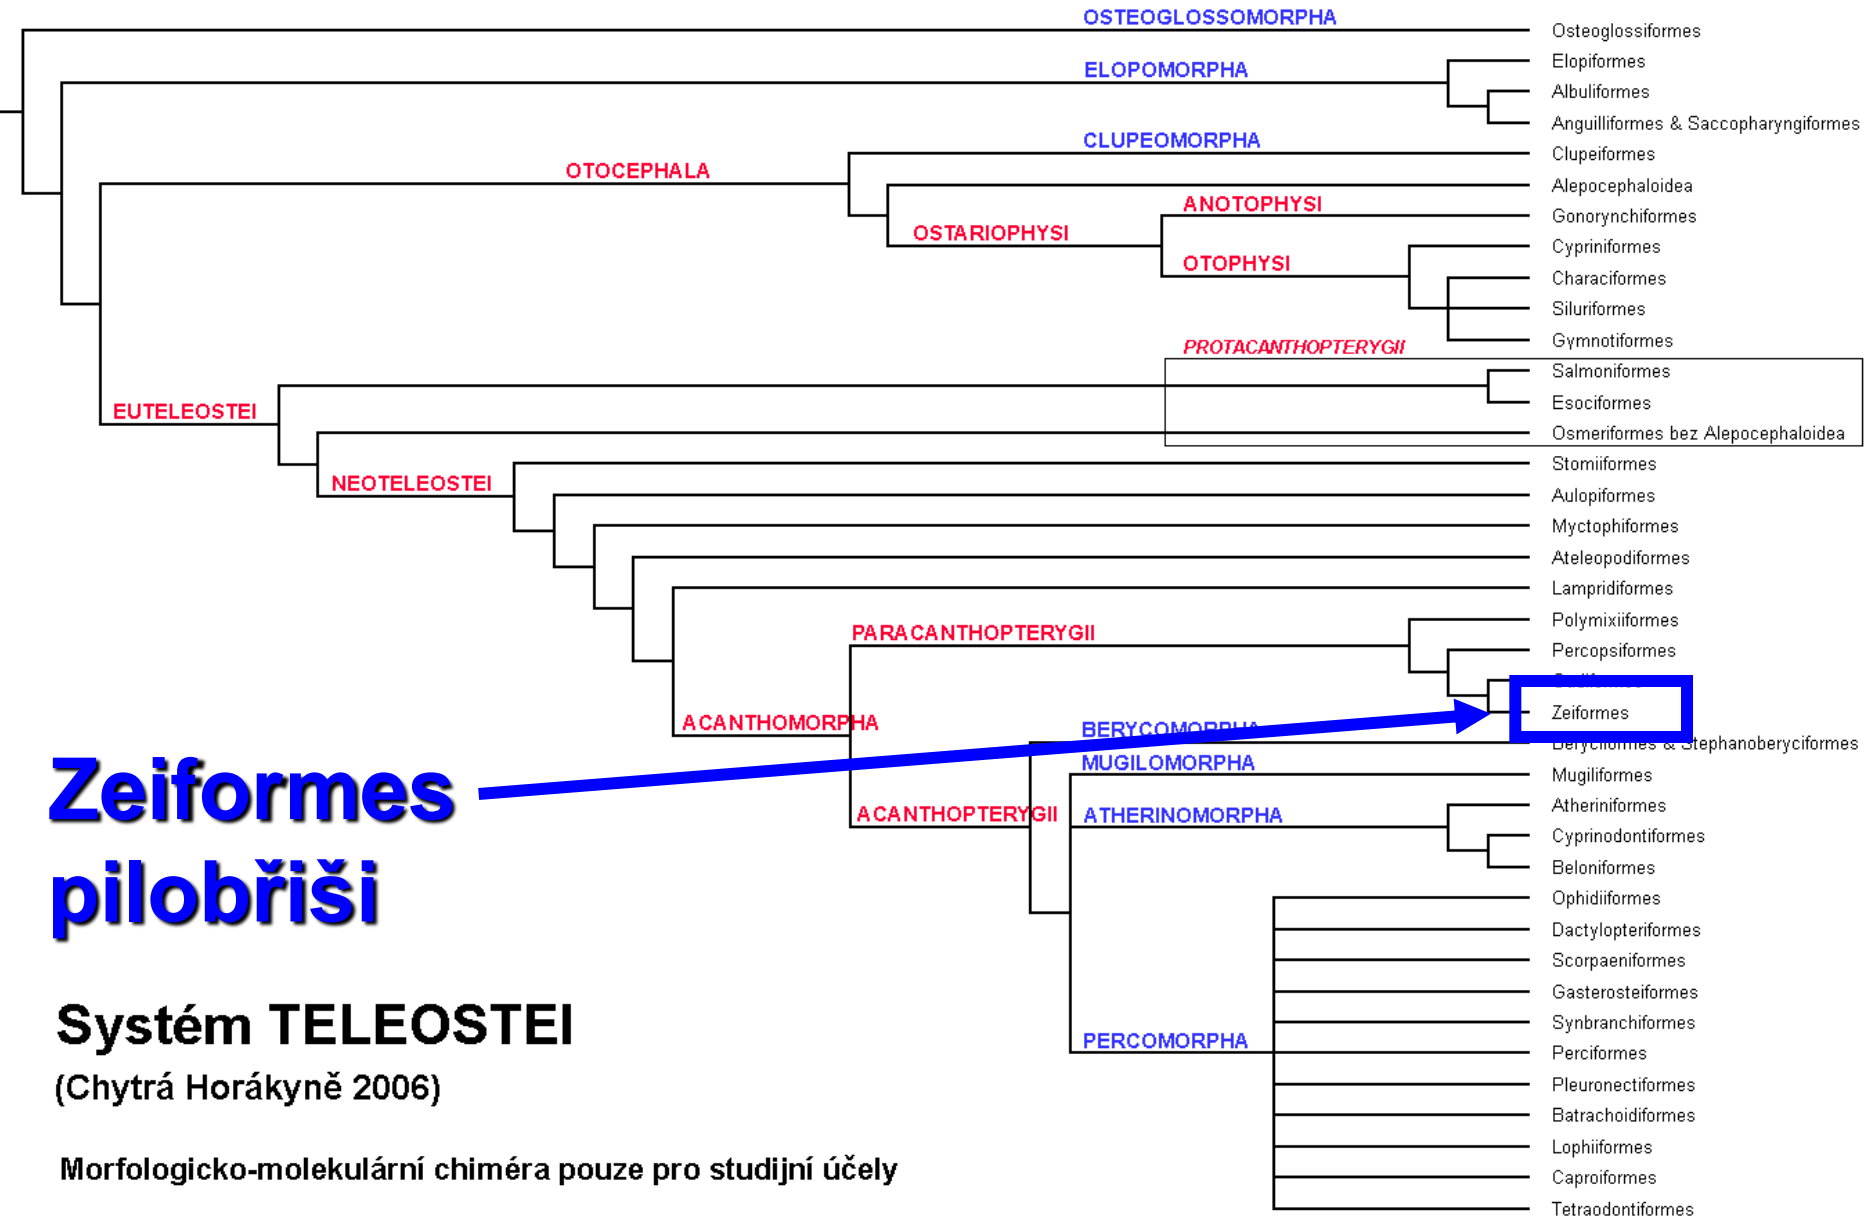 OSTEOGLOSSOMORPHA
Osteoglossiformes
Elopiformes
ELOPOMORPHA
Albuliformes
Anguilliformes & Saccopharyngiformes
CLUPEOMORPHA
Clupeiformes
OTOCEPHALA
Alepocephaloidea
ANOTOPHYSI
Gonorynchiformes
OSTARIOPHYSI
Cypriniformes
OTOPHYSI
Characiformes
Siluriformes
Gymnotiformes
PROTACANTHOPTERYGII
Salmoniformes
Esociformes
EUTELEOSTEI
Osmeriformes bez Alepocephaloidea
Stomiiformes
NEOTELEOSTEI
Aulopiformes
Myctophiformes
Ateleopodiformes
Lampridiformes
Polymixiiformes
PARACANTHOPTERYGII
Percopsiformes
Zeiformes
ACANTHOMORPHA
BERYCOMORPHA
Beryciformes & Stephanoberyciformes
MUGILOMORPHA
Mugiliformes
Zeiformes
pilobřiši
Atheriniformes
ACANTHOPTERYGII
ATHERINOMORPHA
Cyprinodontiformes
Beloniformes
Ophidiiformes
Dactylopteriformes
Scorpaeniformes
Gasterosteiformes
Synbranchiformes
PERCOMORPHA
Perciformes
Pleuronectiformes
Batrachoidiformes
Lophiiformes
Caproiformes
Tetraodontiformes
Systém TELEOSTEI
(Chytrá Horákyně 2006)
Morfologicko-molekulární chiméra pouze pro studijní účely